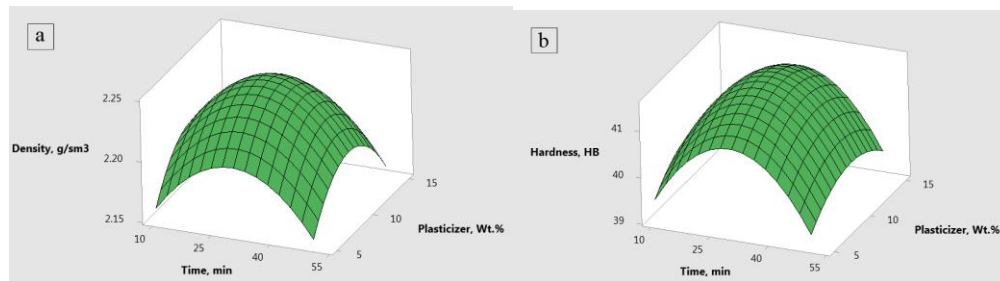 a
2.25
Density, g/sm3
2.20
2.15
10
25
40
55
Time, min
15
10
5
Plasticizer, Wt.%
b
41
Hardness, HB
40
39
10
25
40
55
Time, min
15
10
5
Plasticizer, Wt.%